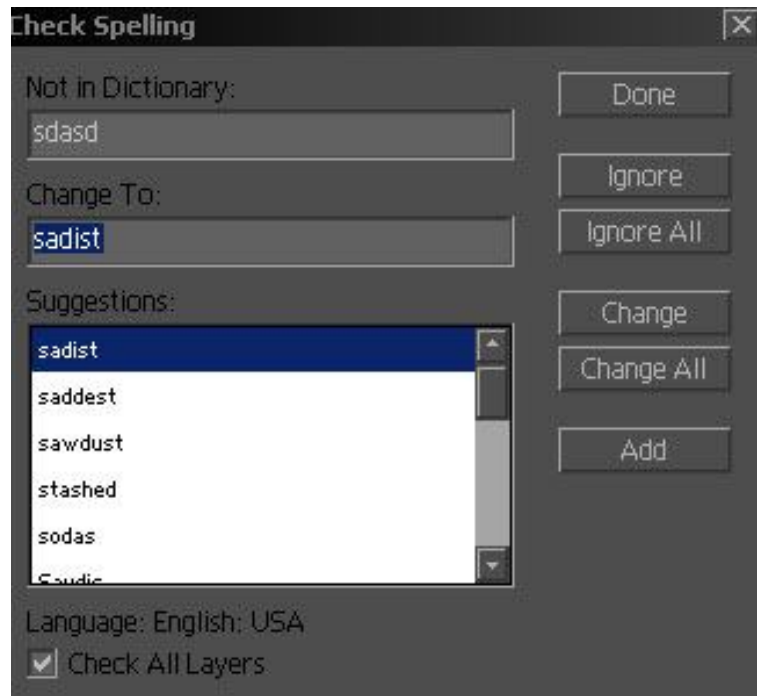 Check Spelling
Not in Dictionary:
sdasd
Change To:
sadist
Suggestions:
sadist
saddest
sawdust
stashed
sodas
Language: English: USA
Check All Layers
Done
Ignore
Ignore All
Change
Change All
Add